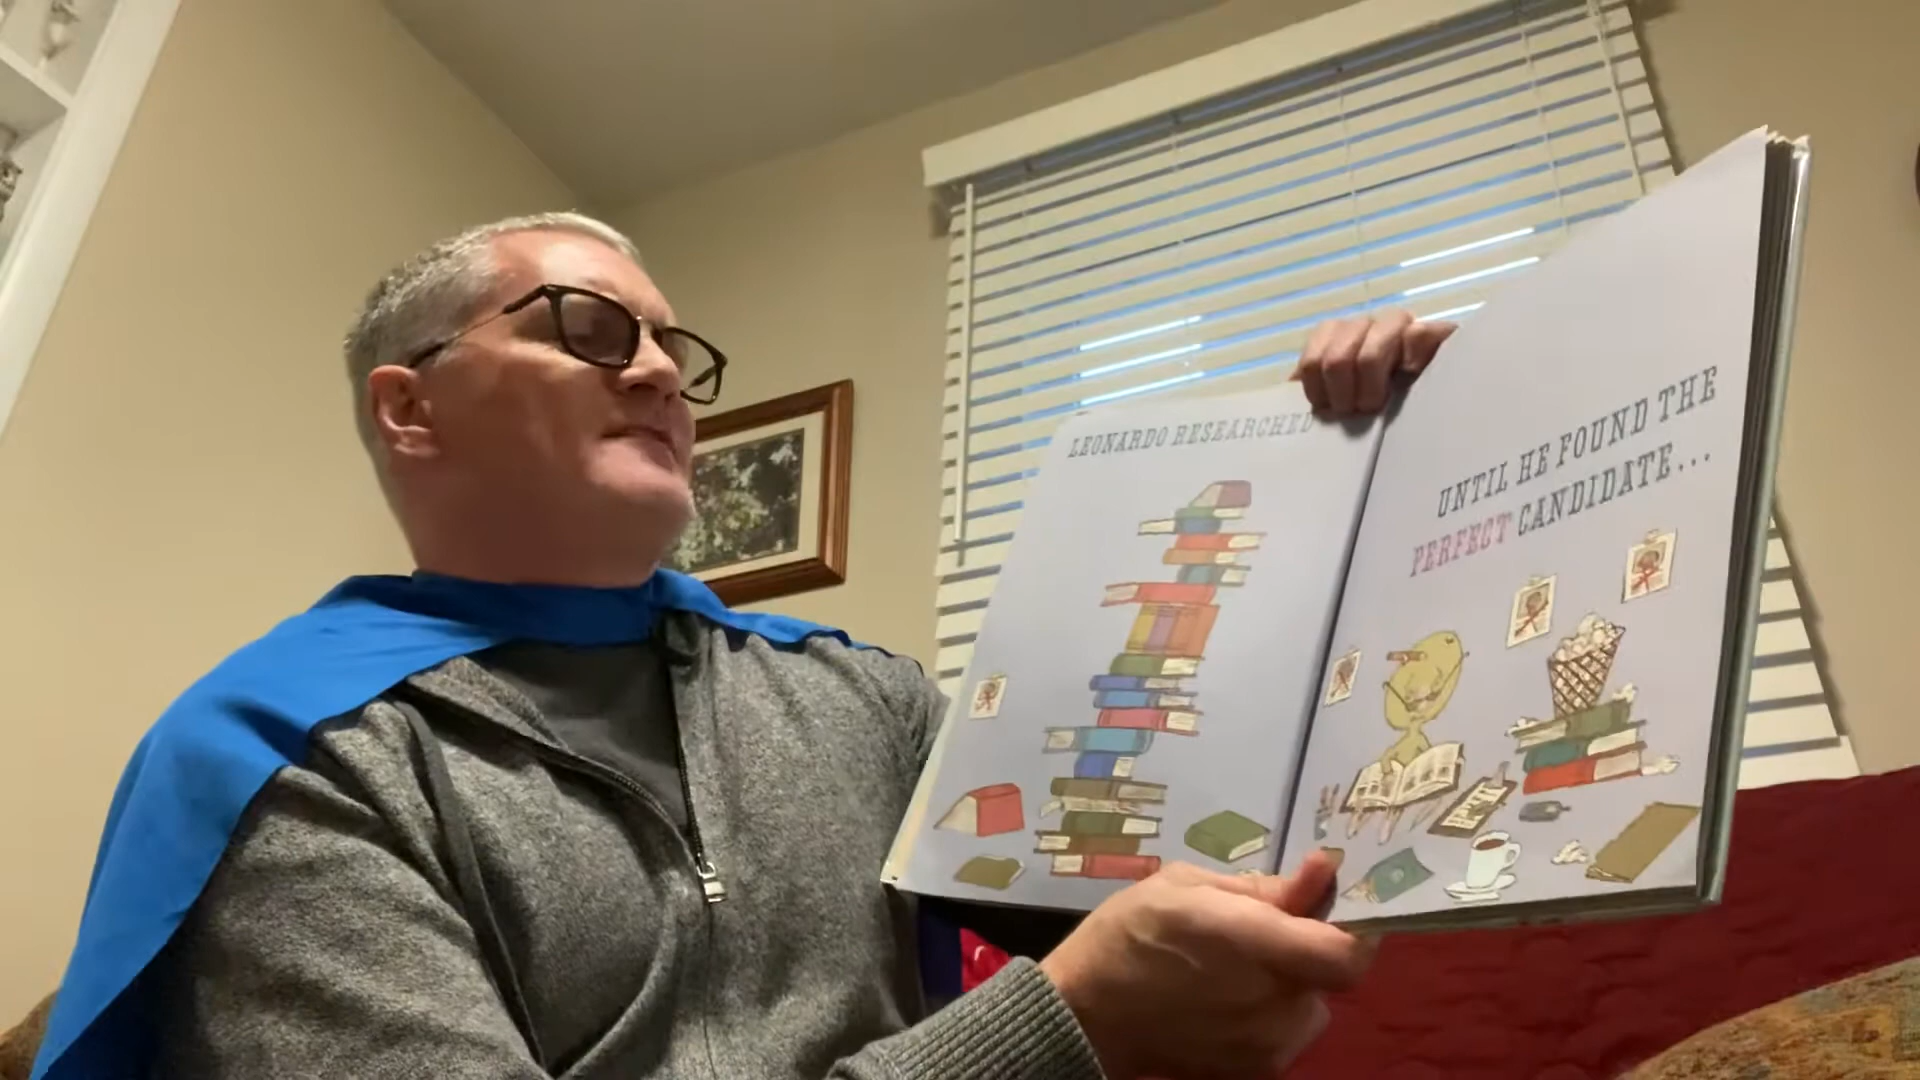 LEONARDO RESEARCHED
UNTIL HE FOUND THE
PERFECT CANDIDATE...